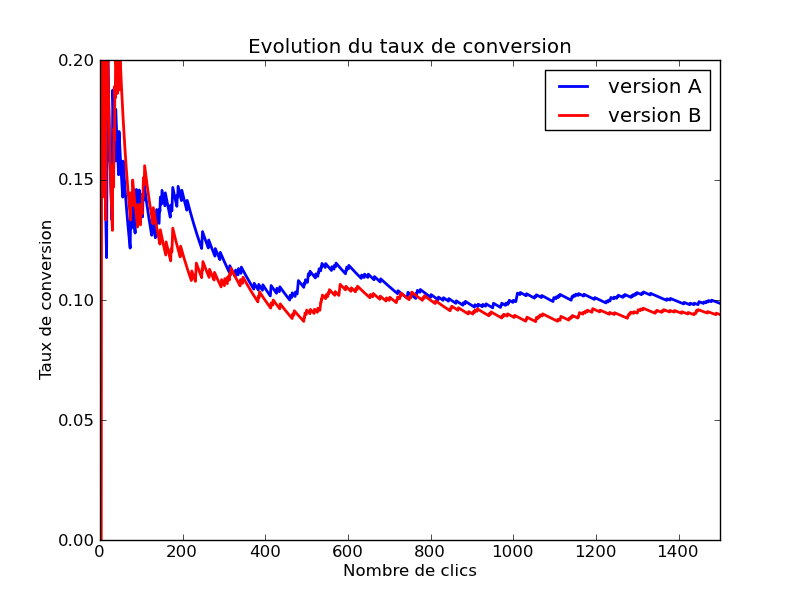 Evolution du taux de conversion
version A
version B
Taux de conversion
0.20
0.15
0.10
0.05
0.00
0 200 400 600 800 1000 1200 1400
Nombre de clics